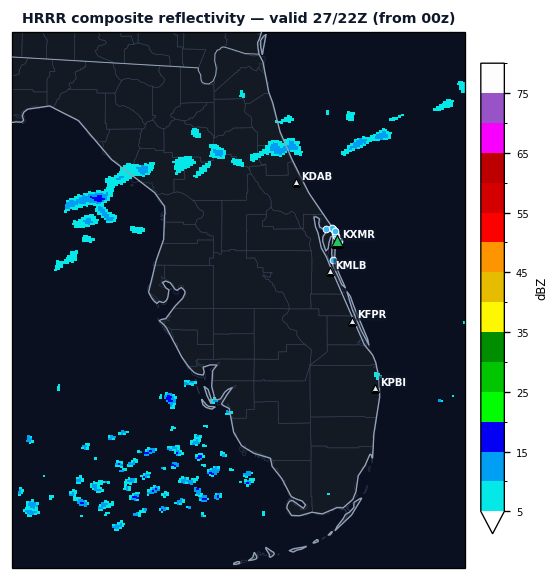 HRRR composite reflectivity — valid 27/22Z (from 00z)
KDAB
KXMR
KMLB
KFPR
KPBI
75
65
55
45
35
25
15
5
dBZ